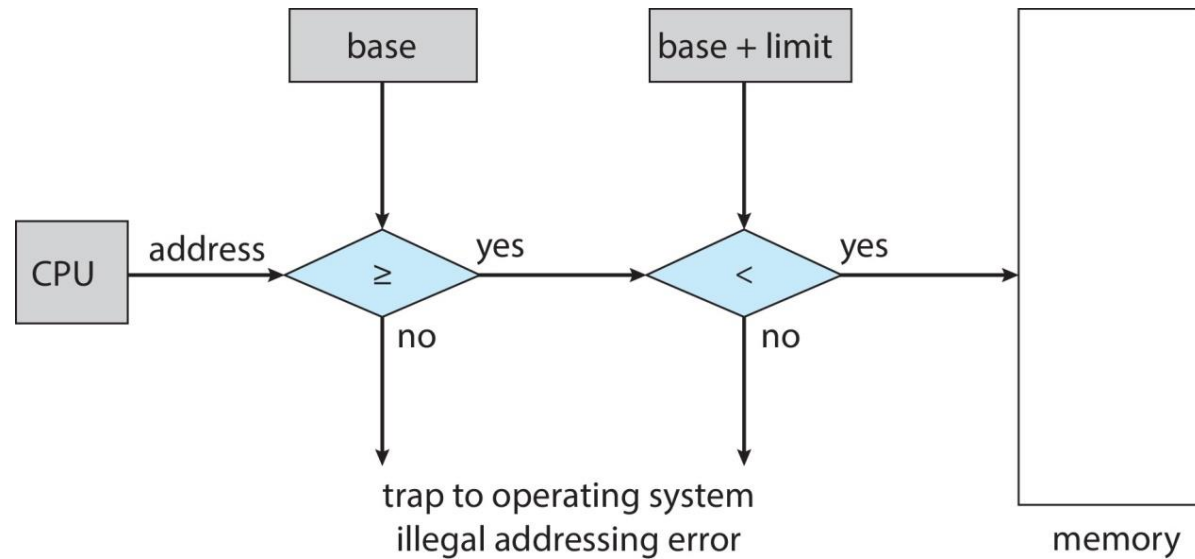 base
base + limit
CPU
address
≥
yes
<
yes
no
no
trap to operating system
illegal addressing error
memory